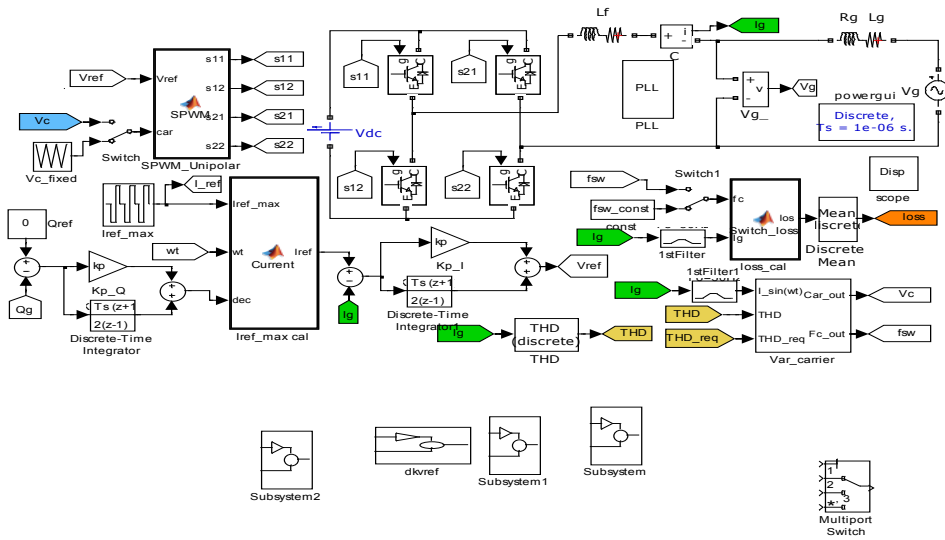 Lf
Rg Lg
Ig
i
C
s11
s21
g
C
E
g
C
E
Vref
Vref
s11
s12
s21
s22
car
SPWM
SPWM_Unipolar
s11
s12
s21
s22
Vc
Switch
Vc_fixed
Vdc
PLL
PLL
v
Vg
Vg_
powergui
Vg
Discrete,
Ts = 1e-06 s.
s12
s22
g
C
E
g
C
E
I_ref
Iref_max
Iref_max
wt
wt
Current
Iref
dec
Iref_max cal
0
Qref
kp
Kp_Q
Qg
Ts (z+1
2(z-1)
Discrete-Time
Integrator
kp
Kp_I
Ts (z+1
2(z-1)
Discrete-Time
Integrator1
Vref
Ig
Switch1
fsw
fsw_const
const
Ig
1stFilter
fc
Ig
los
Switch_loss
loss_cal
Mean
Discrete
Mean
loss
Disp
scope
1stFilter1
Ig
THD
THD_req
I_sin(wt)
THD
THD_req
Car_out
Fc_out
Var_carrier
Vc
fsw
Ig
THD
(discrete)
THD
THD
Subsystem2
dkvref
Subsystem1
Subsystem
1
2
3
*,
Multiport
Switch